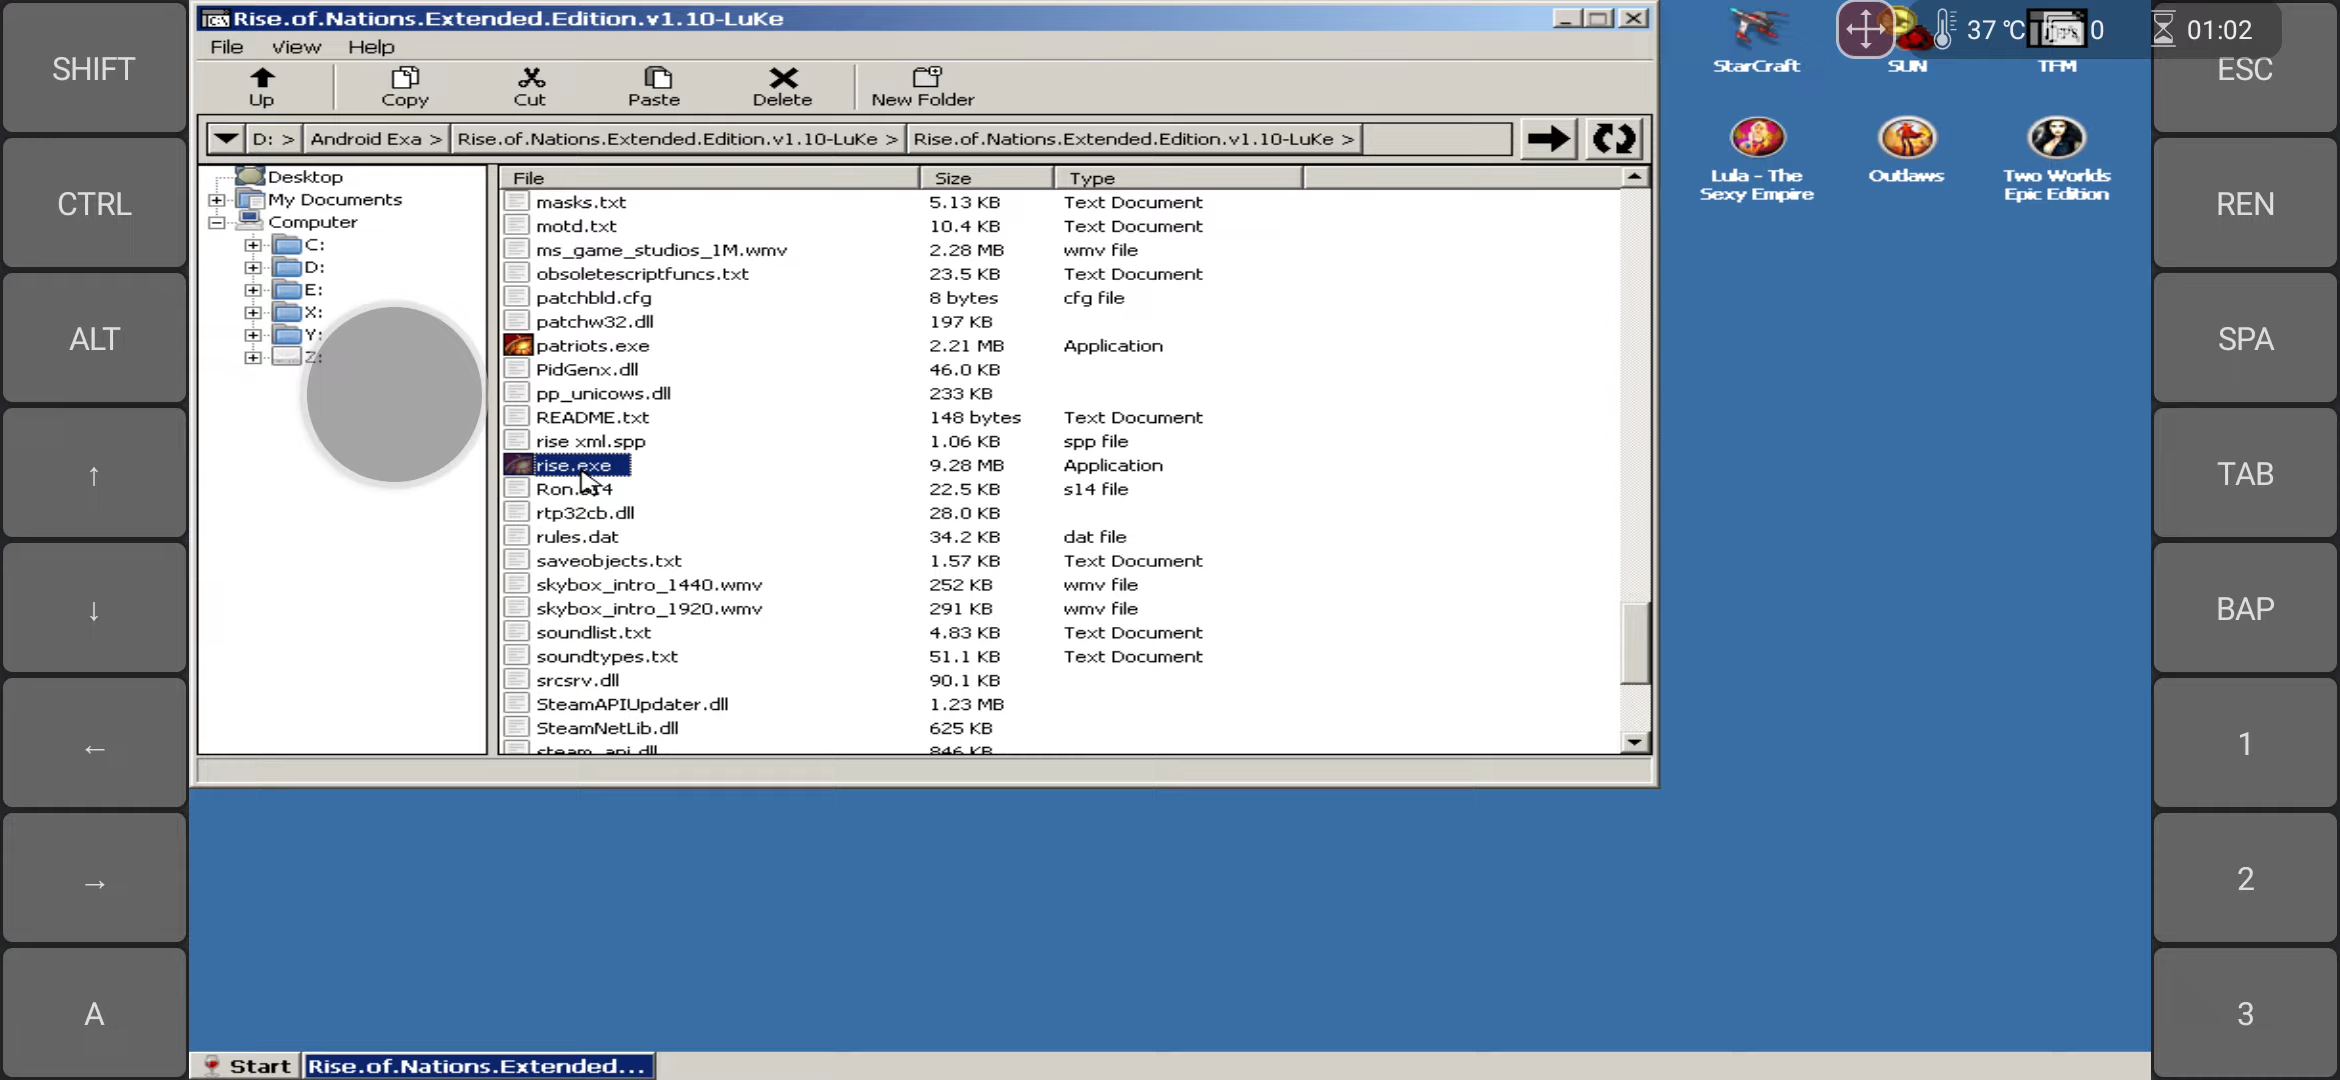 SHIFT
CTRL
ALT
↑
↓
←
→
A
Rise.of.Nations.Extended.Edition.v1.10-LuKe
File View Help
Up Copy Cut Paste Delete New Folder
D: > Android Exa > Rise.of.Nations.Extended.Edition.v1.10-LuKe > Rise.of.Nations.Extended.Edition.v1.10-LuKe >
Desktop
My Documents
Computer
C:
D:
E:
X:
Y:
Z:
File Size Type
masks.txt 5.13 KB Text Document
motd.txt 10.4 KB Text Document
ms_game_studios_1M.wmv 2.28 MB wmv file
obsoletescriptfuncs.txt 23.5 KB Text Document
patchbld.cfg 8 bytes cfg file
patchw32.dll 197 KB
patriots.exe 2.21 MB Application
PidGenx.dll 46.0 KB
pp_unicows.dll 233 KB
README.txt 148 bytes Text Document
rise xml.spp 1.06 KB spp file
rise.exe 9.28 MB Application
22.5 KB s14 file
rtp32cb.dll 28.0 KB
rules.dat 34.2 KB dat file
saveobjects.txt 1.57 KB Text Document
skybox_intro_1440.wmv 252 KB wmv file
skybox_intro_1920.wmv 291 KB wmv file
soundlist.txt 4.83 KB Text Document
soundtypes.txt 51.1 KB Text Document
srcsrv.dll 90.1 KB
SteamAPIUpdater.dll 1.23 MB
SteamNetLib.dll 625 KB
steam_api.dll 846 KB
Start Rise.of.Nations.Extended...
StarCraft
SUN
TFM
Lula - The
Sexy Empire
Outlaws
Two Worlds
Epic Edition
37 ℃ 0 01:02
ESC
REN
SPA
TAB
BAP
1
2
3